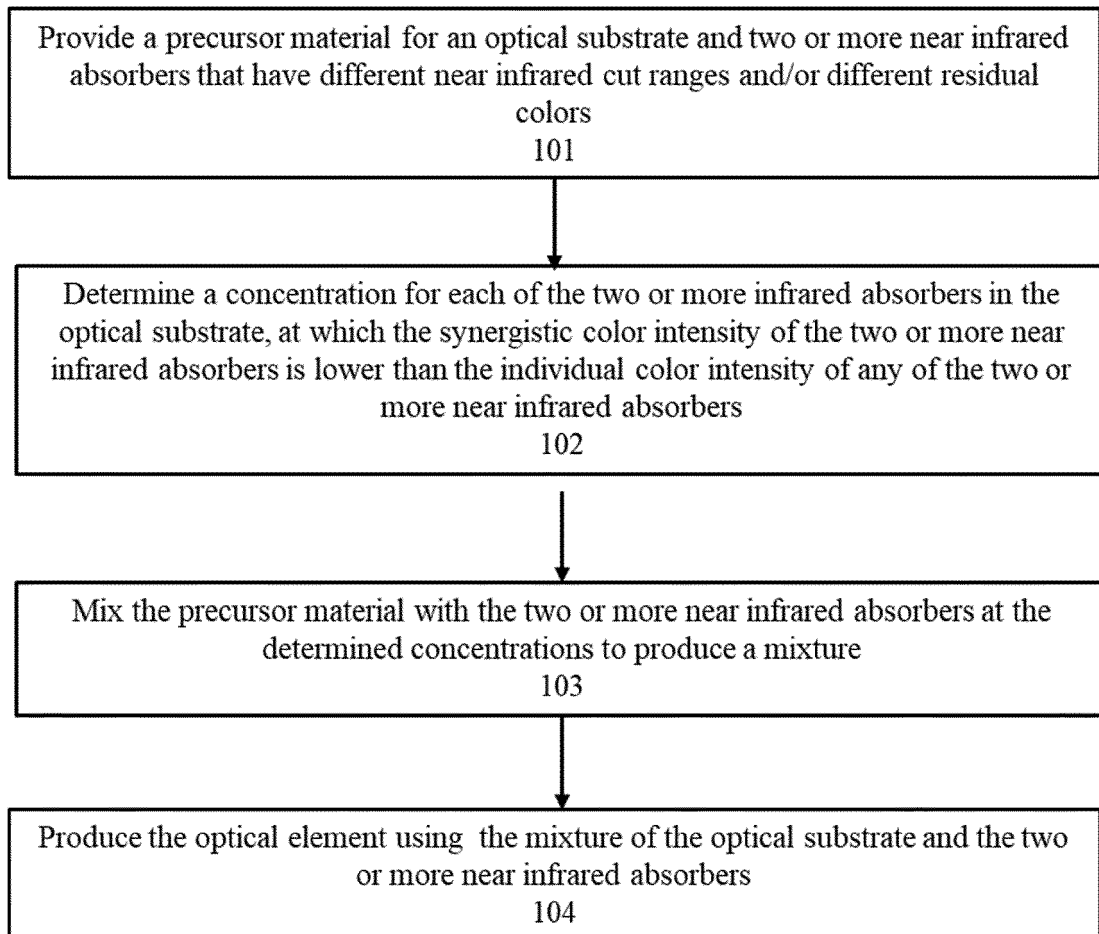 Provide a precursor material for an optical substrate and two or more near infrared
absorbers that have different near infrared cut ranges and/or different residual
colors
101
Determine a concentration for each of the two or more infrared absorbers in the
optical substrate, at which the synergistic color intensity of the two or more near
infrared absorbers is lower than the individual color intensity of any of the two or
more near infrared absorbers
102
Mix the precursor material with the two or more near infrared absorbers at the
determined concentrations to produce a mixture
103
Produce the optical element using the mixture of the optical substrate and the two
or more near infrared absorbers
104